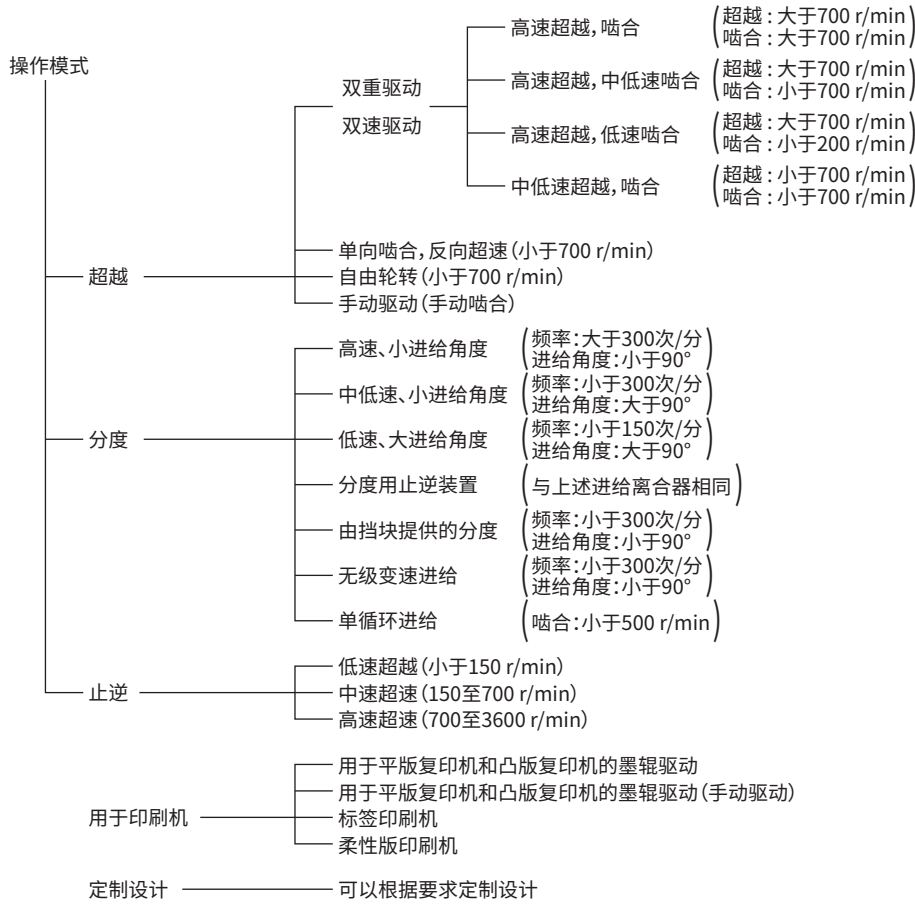 操作模式
双重驱动
双速驱动
高速超越,啮合
(超越:大于700 r/min
啮合:大于700 r/min)
高速超越,中低速啮合
(超越:大于700 r/min
啮合:小于700 r/min)
高速超越,低速啮合
(超越:大于700 r/min
啮合:小于200 r/min)
中低速超越,啮合
(超越:小于700 r/min
啮合:小于700 r/min)
超越
单向啮合,反向超速(小于700 r/min)
自由轮转(小于700 r/min)
手动驱动(手动啮合)
分度
高速、小进给角度
(频率:大于300次/分
进给角度:小于90°)
中低速、小进给角度
(频率:小于300次/分
进给角度:大于90°)
低速、大进给角度
(频率:小于150次/分
进给角度:大于90°)
分度用止逆装置
(与上述进给离合器相同)
由挡块提供的分度
(频率:小于300次/分
进给角度:小于90°)
无级变速进给
(频率:小于300次/分
进给角度:小于90°)
单循环进给
(啮合:小于500 r/min)
止逆
低速超越(小于150 r/min)
中速超速(150至700 r/min)
高速超速(700至3600 r/min)
用于印刷机
用于平版复印机和凸版复印机的墨辊驱动
用于平版复印机和凸版复印机的墨辊驱动(手动驱动)
标签印刷机
柔性版印刷机
定制设计
可以根据要求定制设计